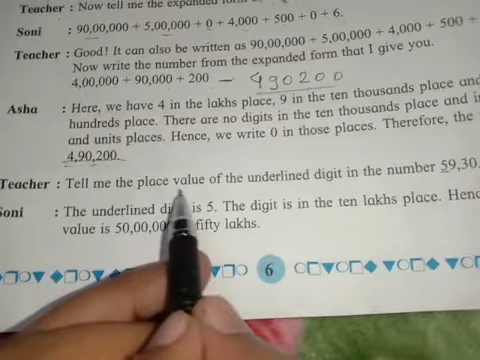 Teacher : Now tell me the expanded form
Soni : 90,00,000 + 5,00,000 + 0 + 4,000 + 500 + 0 + 6.
Teacher : Good! It can also be written as 90,00,000 + 5,00,000 + 4,000 + 500 +
Now write the number from the expanded form that I give you.
4,00,000 + 90,000 + 200 — 490200
Asha : Here, we have 4 in the lakhs place, 9 in the ten thousands place and
hundreds place. There are no digits in the ten thousands place and in
and units places. Hence, we write 0 in those places. Therefore, the
4,90,200.
Teacher : Tell me the place value of the underlined digit in the number 59,30,
Soni : The underlined is 5. The digit is in the ten lakhs place. Hence
value is 50,00,00 fifty lakhs.
6